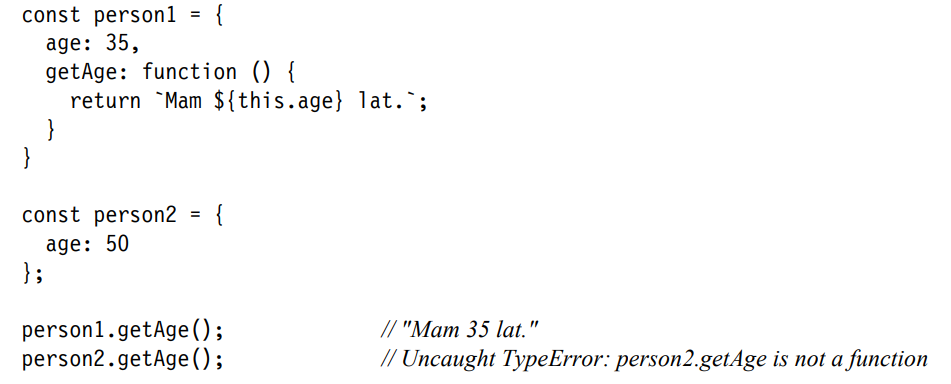 const person1 = {
  age: 35,
  getAge: function () {
    return `Mam ${this.age} lat.`;
  }
}

const person2 = {
  age: 50
};

person1.getAge();             // "Mam 35 lat."
person2.getAge();             // Uncaught TypeError: person2.getAge is not a function